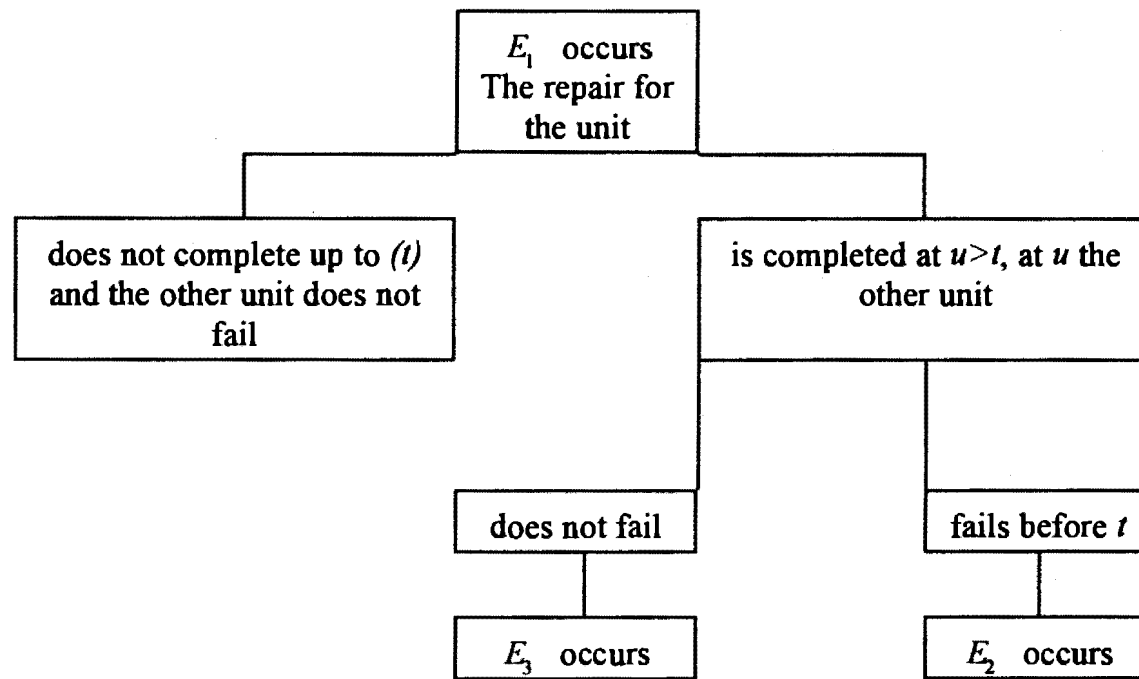 E₁ occurs
The repair for
the unit
does not complete up to (t)
and the other unit does not
fail
is completed at u>t, at u the
other unit
does not fail
fails before t
E₃ occurs
E₂ occurs